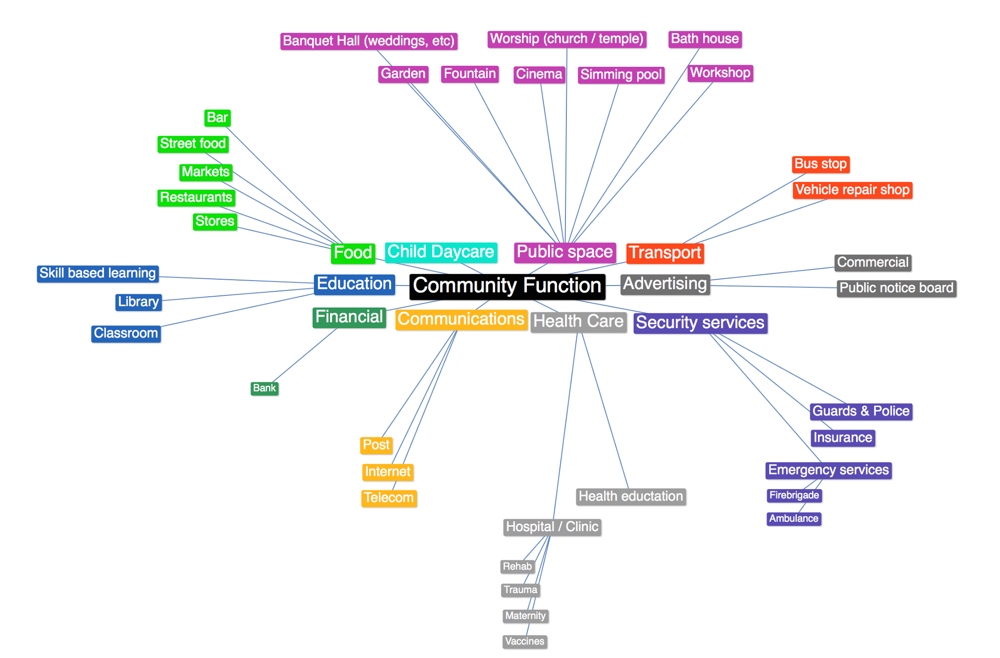 Banquet Hall (weddings, etc)
Worship (church / temple)
Bath house
Garden
Fountain
Cinema
Simming pool
Workshop
Bar
Street food
Markets
Restaurants
Stores
Bus stop
Vehicle repair shop
Food
Child Daycare
Public space
Transport
Commercial
Public notice board
Skill based learning
Library
Classroom
Education
Community Function
Advertising
Financial
Communications
Health Care
Security services
Bank
Post
Internet
Telecom
Guards & Police
Insurance
Emergency services
Firebrigade
Ambulance
Health eductation
Hospital / Clinic
Rehab
Trauma
Maternity
Vaccines